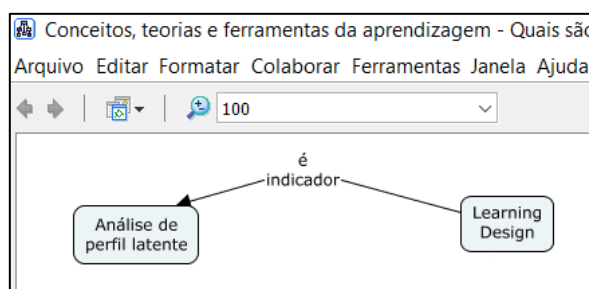 Conceitos, teorias e ferramentas da aprendizagem - Quais são
Arquivo Editar Formatar Colaborar Ferramentas Janela Ajuda
100
é
indicador
Análise de
perfil latente
Learning
Design